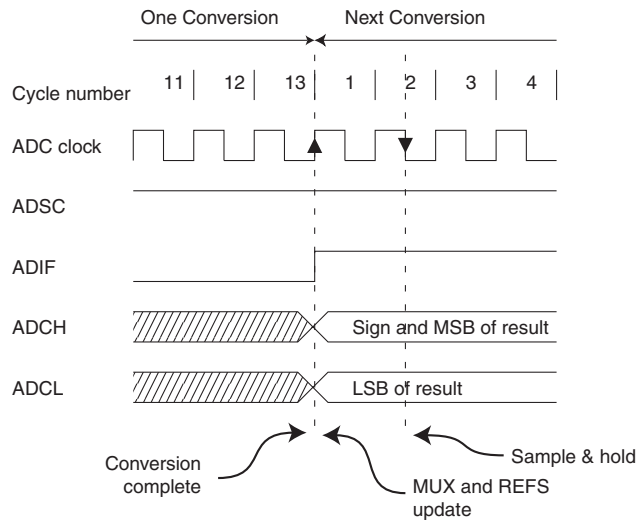 One Conversion Next Conversion
Cycle number 11 12 13 1 2 3 4
ADC clock
ADSC
ADIF
ADCH Sign and MSB of result
ADCL LSB of result
Conversion
complete
MUX and REFS
update
Sample & hold